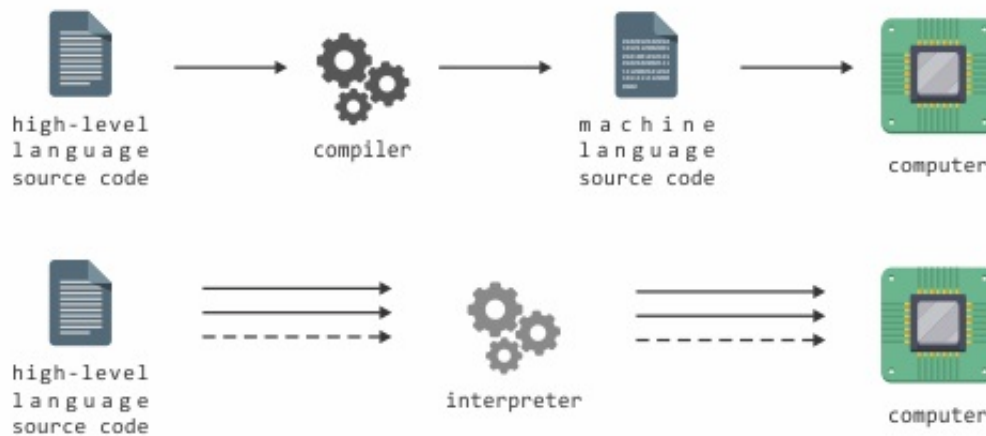 high-level
language
source code
compiler
machine
language
source code
computer
high-level
language
source code
interpreter
computer